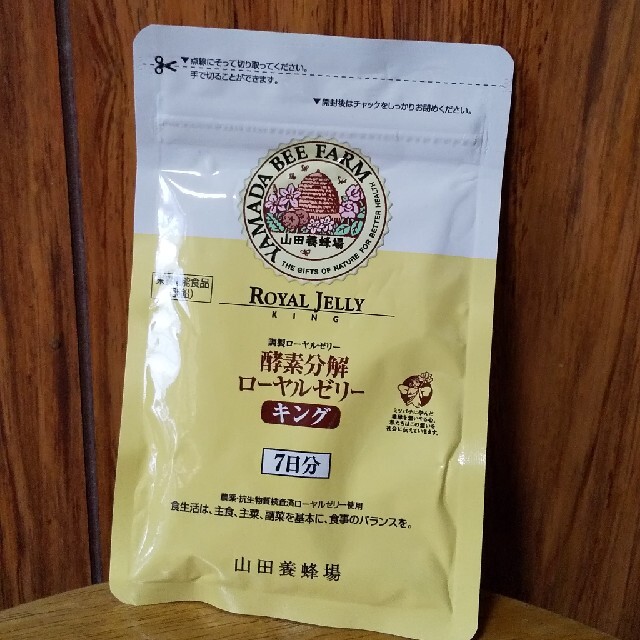 ▼点線にそって切り取ってください。
手で切ることができます。
▼開封後はチャックをしっかりお閉めください。
YAMADA BEE FARM
山田養蜂場
THE GIFTS OF NATURE FOR BETTER HEALTH
能食品
ROYAL JELLY
KING
調製ローヤルゼリー
酵素分解
ローヤルゼリー
キング
7日分
農薬・抗生物質検査済ローヤルゼリー使用
食生活は、主食、主菜、副菜を基本に、食事のバランスを。
山田養蜂場